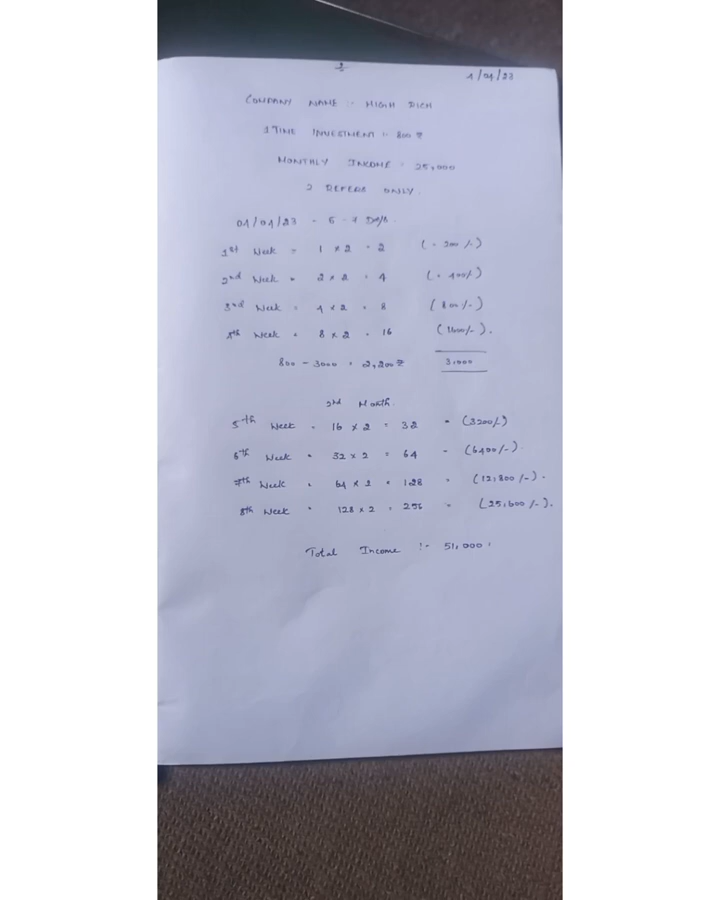 1/01/23
COMPANY NAME :- HIGH DICH
1 TIME INVESTMENT :- 800 ₹
MONTHLY INCOME : 25,000
2 REFERS ONLY.
01/01/23 - 5 - 7 Days.
1st Week = 1 x 2 = 2 (= 200/-)
2nd Week = 2 x 2 = 4 (= 400/-)
3rd Week = 4 x 2 = 8 (800/-)
4th Week = 8 x 2 = 16 (1600/-).
800 - 3000 = 2,200 ₹ 3,000
2nd Month.
5th Week = 16 x 2 = 32 = (3200/-)
6th Week = 32 x 2 = 64 = (6400/-).
7th Week = 64 x 2 = 128 = (12,800/-).
8th Week = 128 x 2 = 256 = (25,600/-).
Total Income :- 51,000.